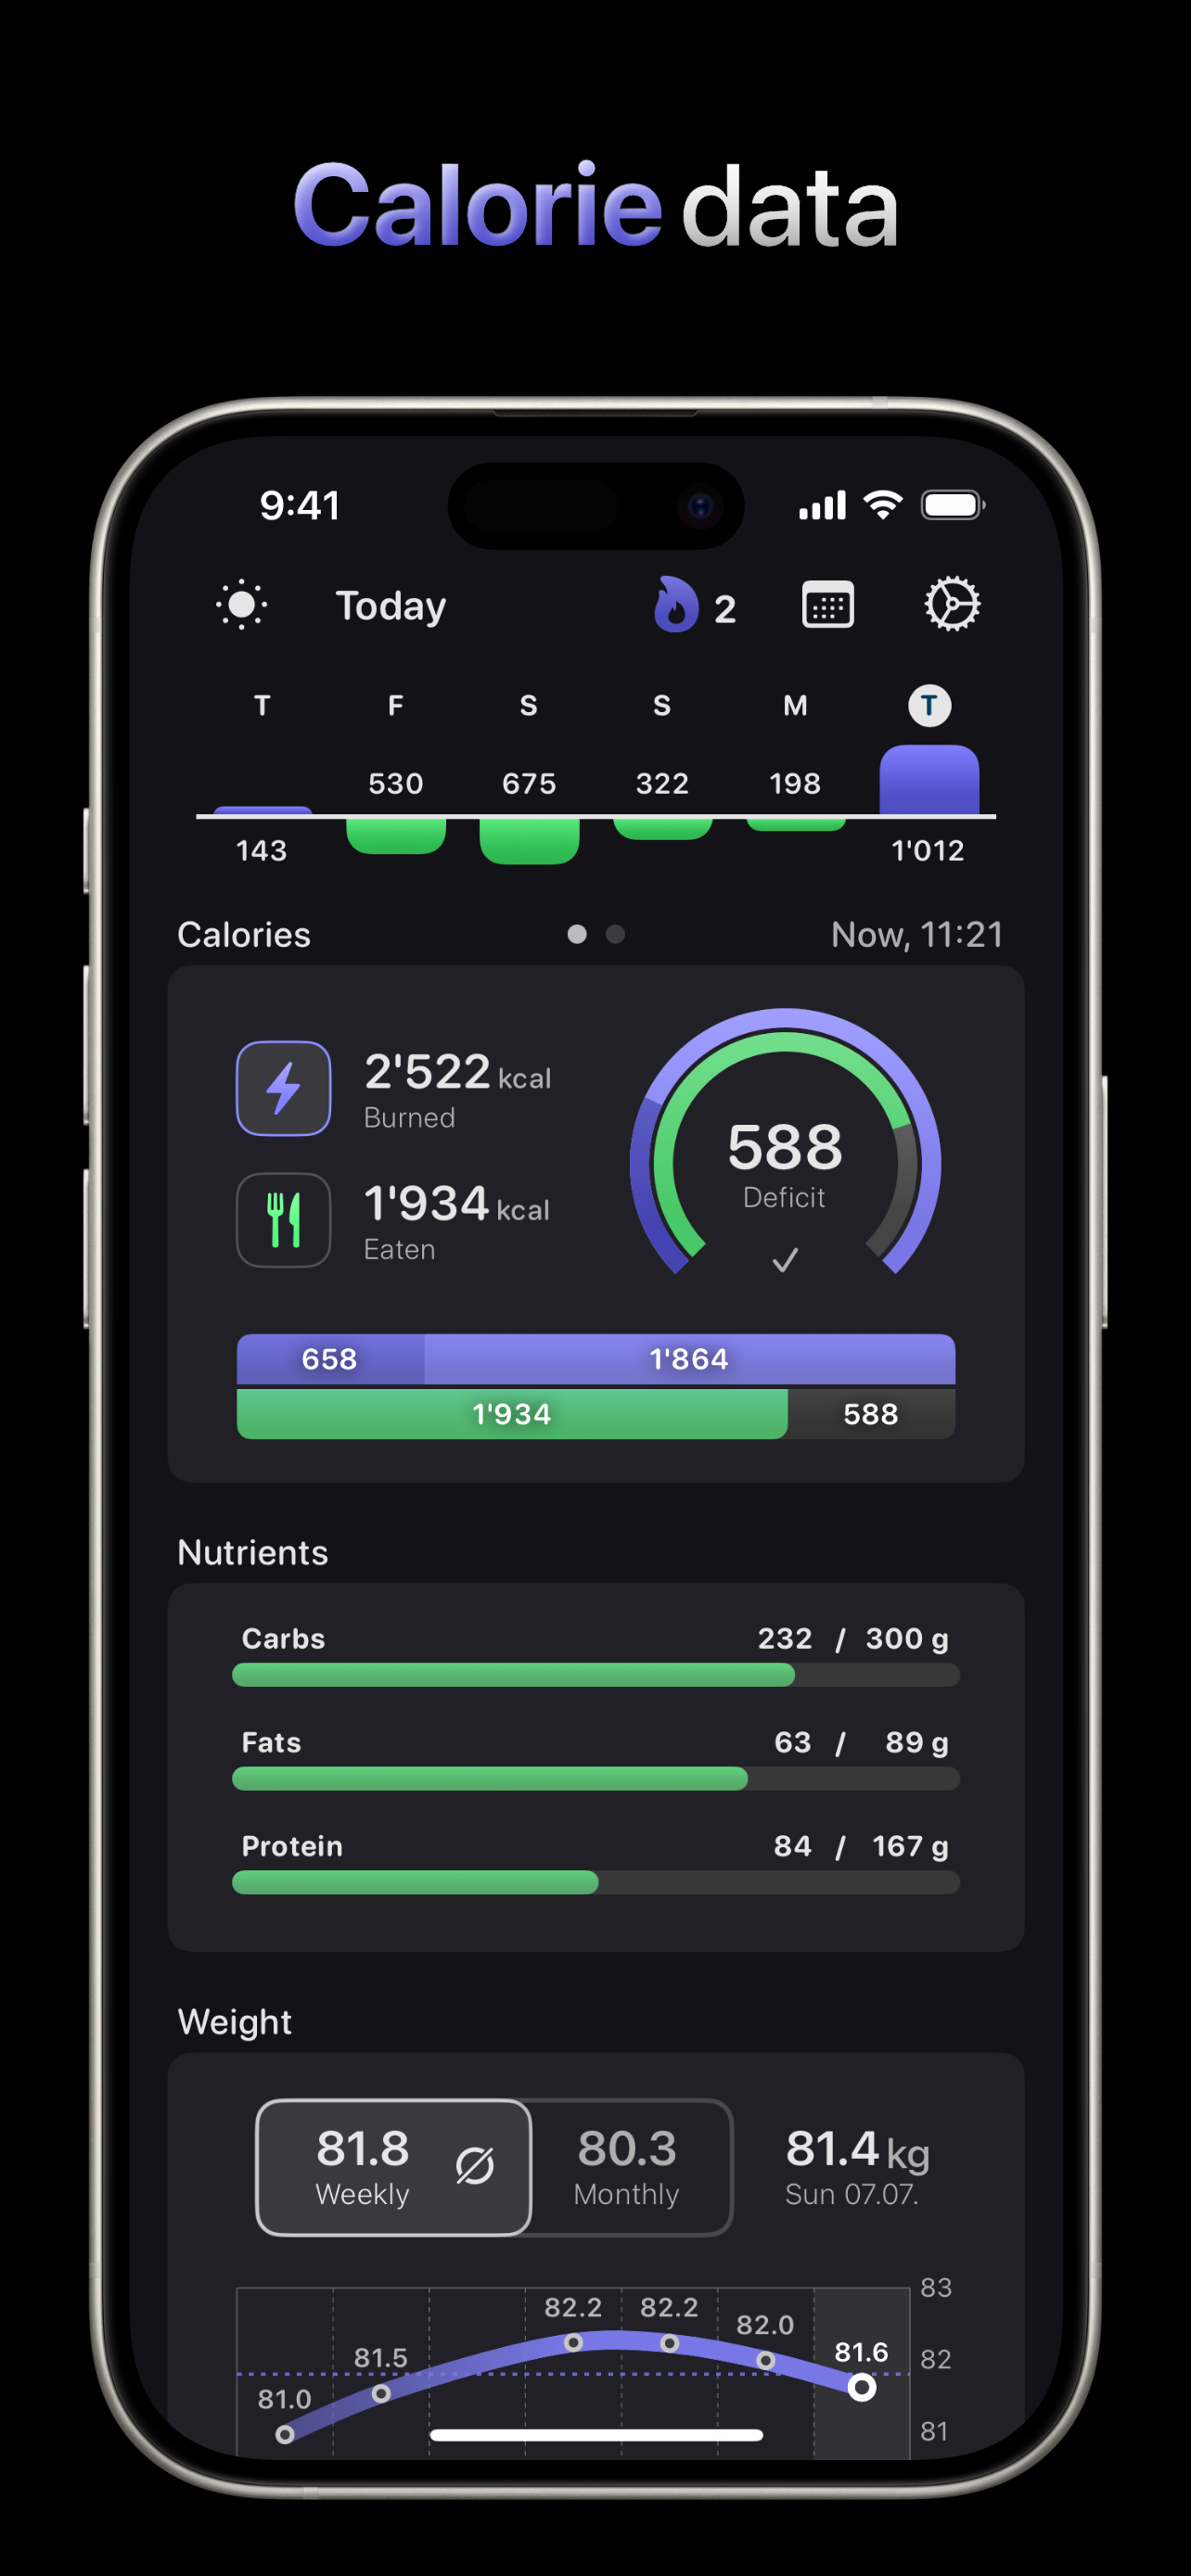 Calorie data
9:41
Today 2
T F S S M T
530 675 322 198
143 1'012
Calories Now, 11:21
2'522 kcal
Burned
1'934 kcal
Eaten
588
Deficit
658 1'864
1'934 588
Nutrients
Carbs 232 / 300 g
Fats 63 / 89 g
Protein 84 / 167 g
Weight
81.8 80.3 81.4 kg
Weekly Monthly Sun 07.07.
83
82.2 82.2
82.0
81.6
82
81.5
81.0
81